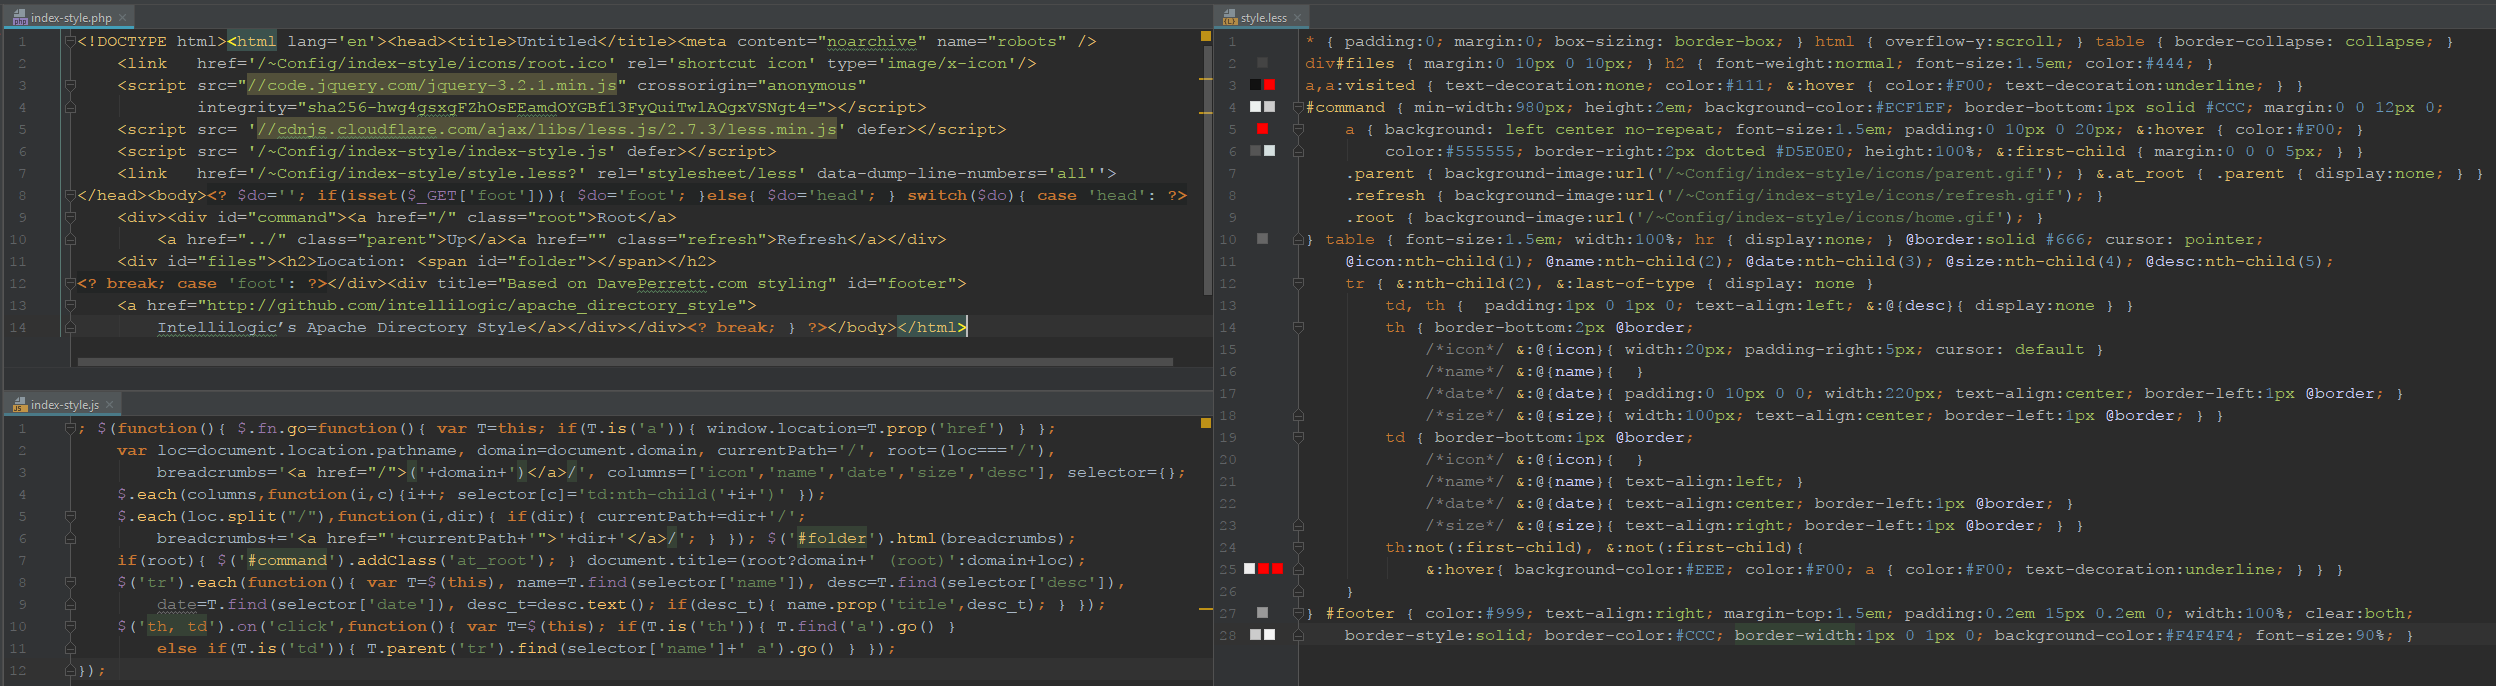 index-style.php
1 <!DOCTYPE html><html lang='en'><head><title>Untitled</title><meta content="noarchive" name="robots" />
2 <link   href='/~Config/index-style/icons/root.ico' rel='shortcut icon' type='image/x-icon'/>
3 <script src="//code.jquery.com/jquery-3.2.1.min.js" crossorigin="anonymous"
4 integrity="sha256-hwg4gsxgFZhOsEEamdOYGBf13FyQuiTwlAQgxVSNgt4="></script>
5 <script src= '//cdnjs.cloudflare.com/ajax/libs/less.js/2.7.3/less.min.js' defer></script>
6 <script src= '/~Config/index-style/index-style.js' defer></script>
7 <link   href='/~Config/index-style/style.less?' rel='stylesheet/less' data-dump-line-numbers='all''>
8 </head><body><? $do=''; if(isset($_GET['foot'])){ $do='foot'; }else{ $do='head'; } switch($do){ case 'head': ?>
9 <div><div id="command"><a href="/" class="root">Root</a>
10 <a href="../" class="parent">Up</a><a href="" class="refresh">Refresh</a></div>
11 <div id="files"><h2>Location: <span id="folder"></span></h2>
12 <? break; case 'foot': ?></div><div title="Based on DavePerrett.com styling" id="footer">
13 <a href="http://github.com/intellilogic/apache_directory_style">
14 Intellilogic’s Apache Directory Style</a></div></div><? break; } ?></body></html>
index-style.js
1 ; $(function(){ $.fn.go=function(){ var T=this; if(T.is('a')){ window.location=T.prop('href') } };
2 var loc=document.location.pathname, domain=document.domain, currentPath='/', root=(loc==='/'),
3 breadcrumbs='<a href="/">('+domain+')</a>/', columns=['icon','name','date','size','desc'], selector={};
4 $.each(columns,function(i,c){i++; selector[c]='td:nth-child('+i+')' });
5 $.each(loc.split("/"),function(i,dir){ if(dir){ currentPath+=dir+'/';
6 breadcrumbs+='<a href="'+currentPath+'">'+dir+'</a>/'; } }); $('#folder').html(breadcrumbs);
7 if(root){ $('#command').addClass('at_root'); } document.title=(root?domain+' (root)':domain+loc);
8 $('tr').each(function(){ var T=$(this), name=T.find(selector['name']), desc=T.find(selector['desc']),
9 date=T.find(selector['date']), desc_t=desc.text(); if(desc_t){ name.prop('title',desc_t); } });
10 $('th, td').on('click',function(){ var T=$(this); if(T.is('th')){ T.find('a').go() }
11 else if(T.is('td')){ T.parent('tr').find(selector['name']+' a').go() } });
12 });
style.less
1 * { padding:0; margin:0; box-sizing: border-box; } html { overflow-y:scroll; } table { border-collapse: collapse; }
2 div#files { margin:0 10px 0 10px; } h2 { font-weight:normal; font-size:1.5em; color:#444; }
3 a,a:visited { text-decoration:none; color:#111; &:hover { color:#F00; text-decoration:underline; } }
4 #command { min-width:980px; height:2em; background-color:#ECF1EF; border-bottom:1px solid #CCC; margin:0 0 12px 0;
5 a { background: left center no-repeat; font-size:1.5em; padding:0 10px 0 20px; &:hover { color:#F00; }
6 color:#555555; border-right:2px dotted #D5E0E0; height:100%; &:first-child { margin:0 0 0 5px; } }
7 .parent { background-image:url('/~Config/index-style/icons/parent.gif'); } &.at_root { .parent { display:none; } }
8 .refresh { background-image:url('/~Config/index-style/icons/refresh.gif'); }
9 .root { background-image:url('/~Config/index-style/icons/home.gif'); }
10 } table { font-size:1.5em; width:100%; hr { display:none; } @border:solid #666; cursor: pointer;
11 @icon:nth-child(1); @name:nth-child(2); @date:nth-child(3); @size:nth-child(4); @desc:nth-child(5);
12 tr { &:nth-child(2), &:last-of-type { display: none }
13 td, th {  padding:1px 0 1px 0; text-align:left; &:@{desc}{ display:none } }
14 th { border-bottom:2px @border;
15 /*icon*/ &:@{icon}{ width:20px; padding-right:5px; cursor: default }
16 /*name*/ &:@{name}{  }
17 /*date*/ &:@{date}{ padding:0 10px 0 0; width:220px; text-align:center; border-left:1px @border; }
18 /*size*/ &:@{size}{ width:100px; text-align:center; border-left:1px @border; } }
19 td { border-bottom:1px @border;
20 /*icon*/ &:@{icon}{  }
21 /*name*/ &:@{name}{ text-align:left; }
22 /*date*/ &:@{date}{ text-align:center; border-left:1px @border; }
23 /*size*/ &:@{size}{ text-align:right; border-left:1px @border; } }
24 th:not(:first-child), &:not(:first-child){
25 &:hover{ background-color:#EEE; color:#F00; a { color:#F00; text-decoration:underline; } } }
26 }
27 } #footer { color:#999; text-align:right; margin-top:1.5em; padding:0.2em 15px 0.2em 0; width:100%; clear:both;
28 border-style:solid; border-color:#CCC; border-width:1px 0 1px 0; background-color:#F4F4F4; font-size:90%; }